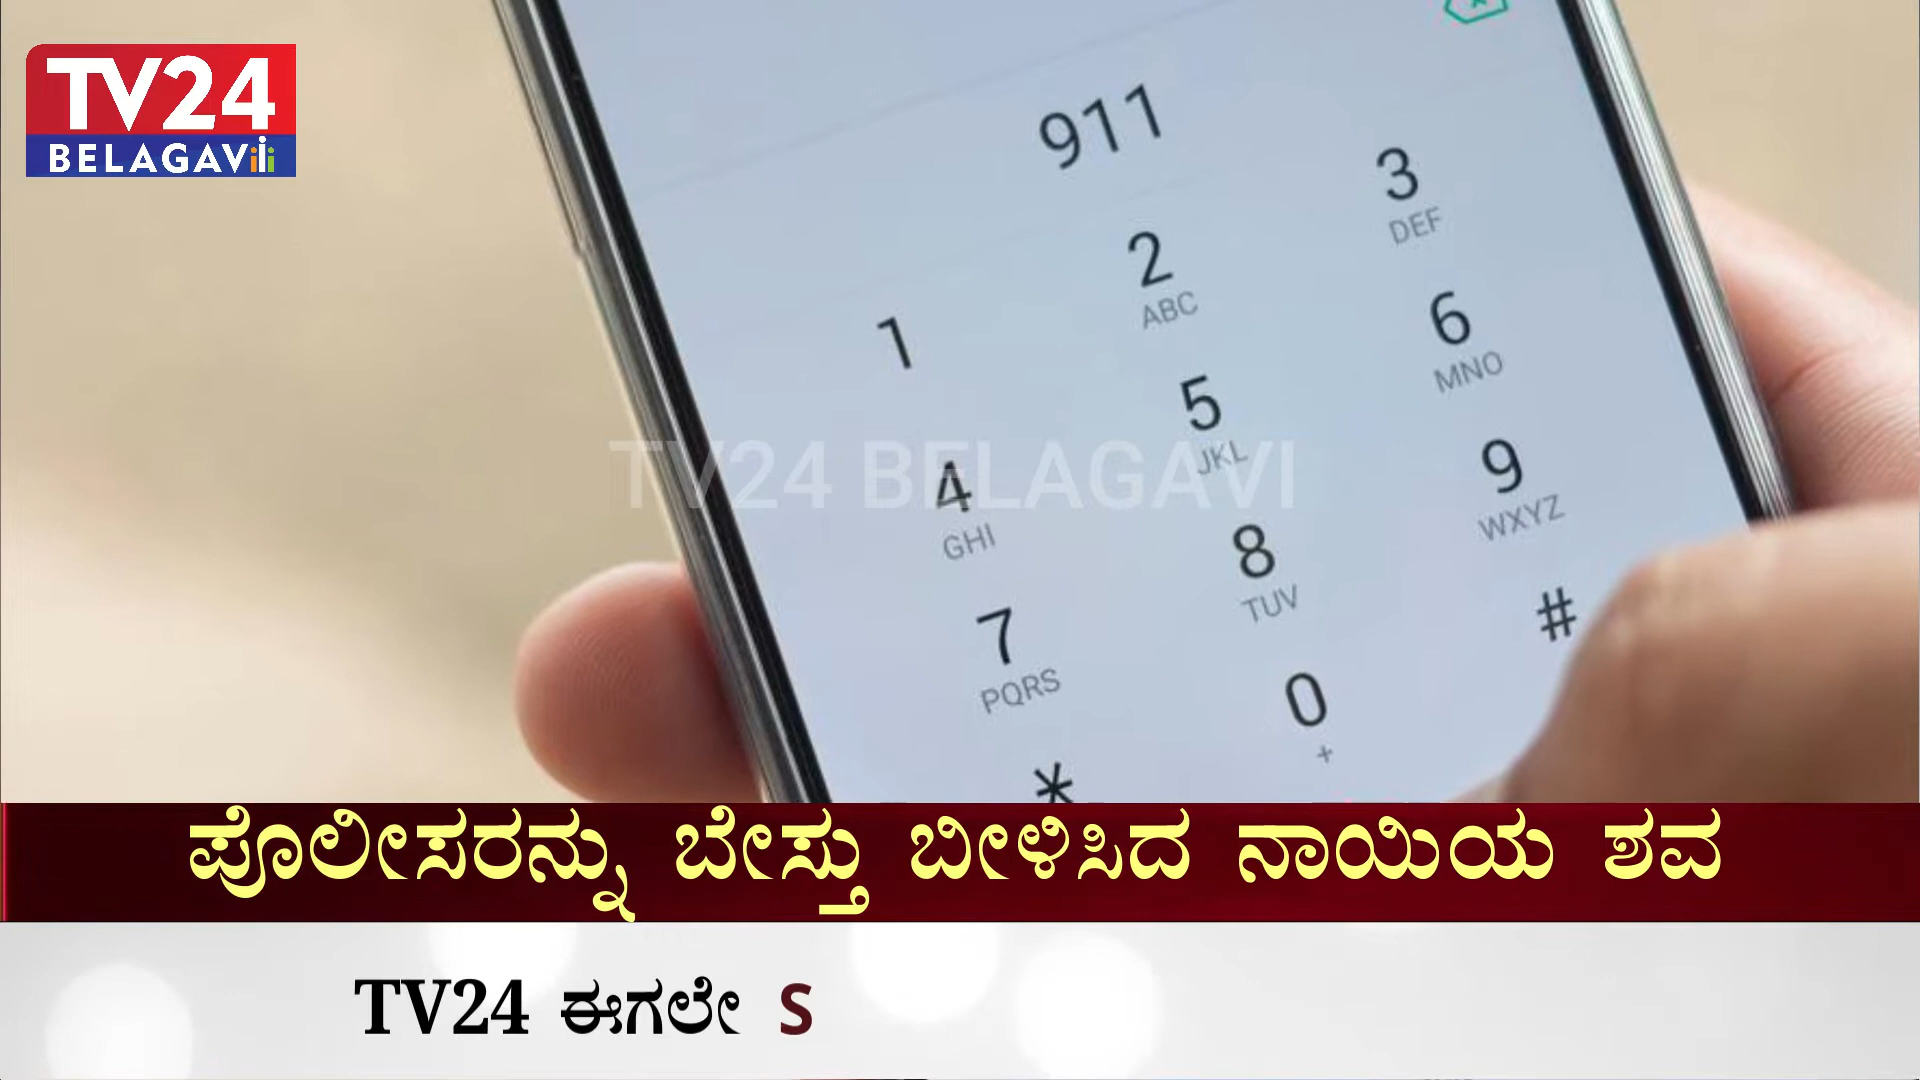 TV24
BELAGAVi
911
1
2
ABC
3
DEF
4
GHI
5
JKL
6
MNO
7
PQRS
8
TUV
9
WXYZ
*
0
+
#
TV24 BELAGAVI
ಪೊಲೀಸರನ್ನು ಬೇಸ್ತು ಬೀಳಿಸಿದ ನಾಯಿಯ ಶವ
TV24 ಈಗಲೇ S